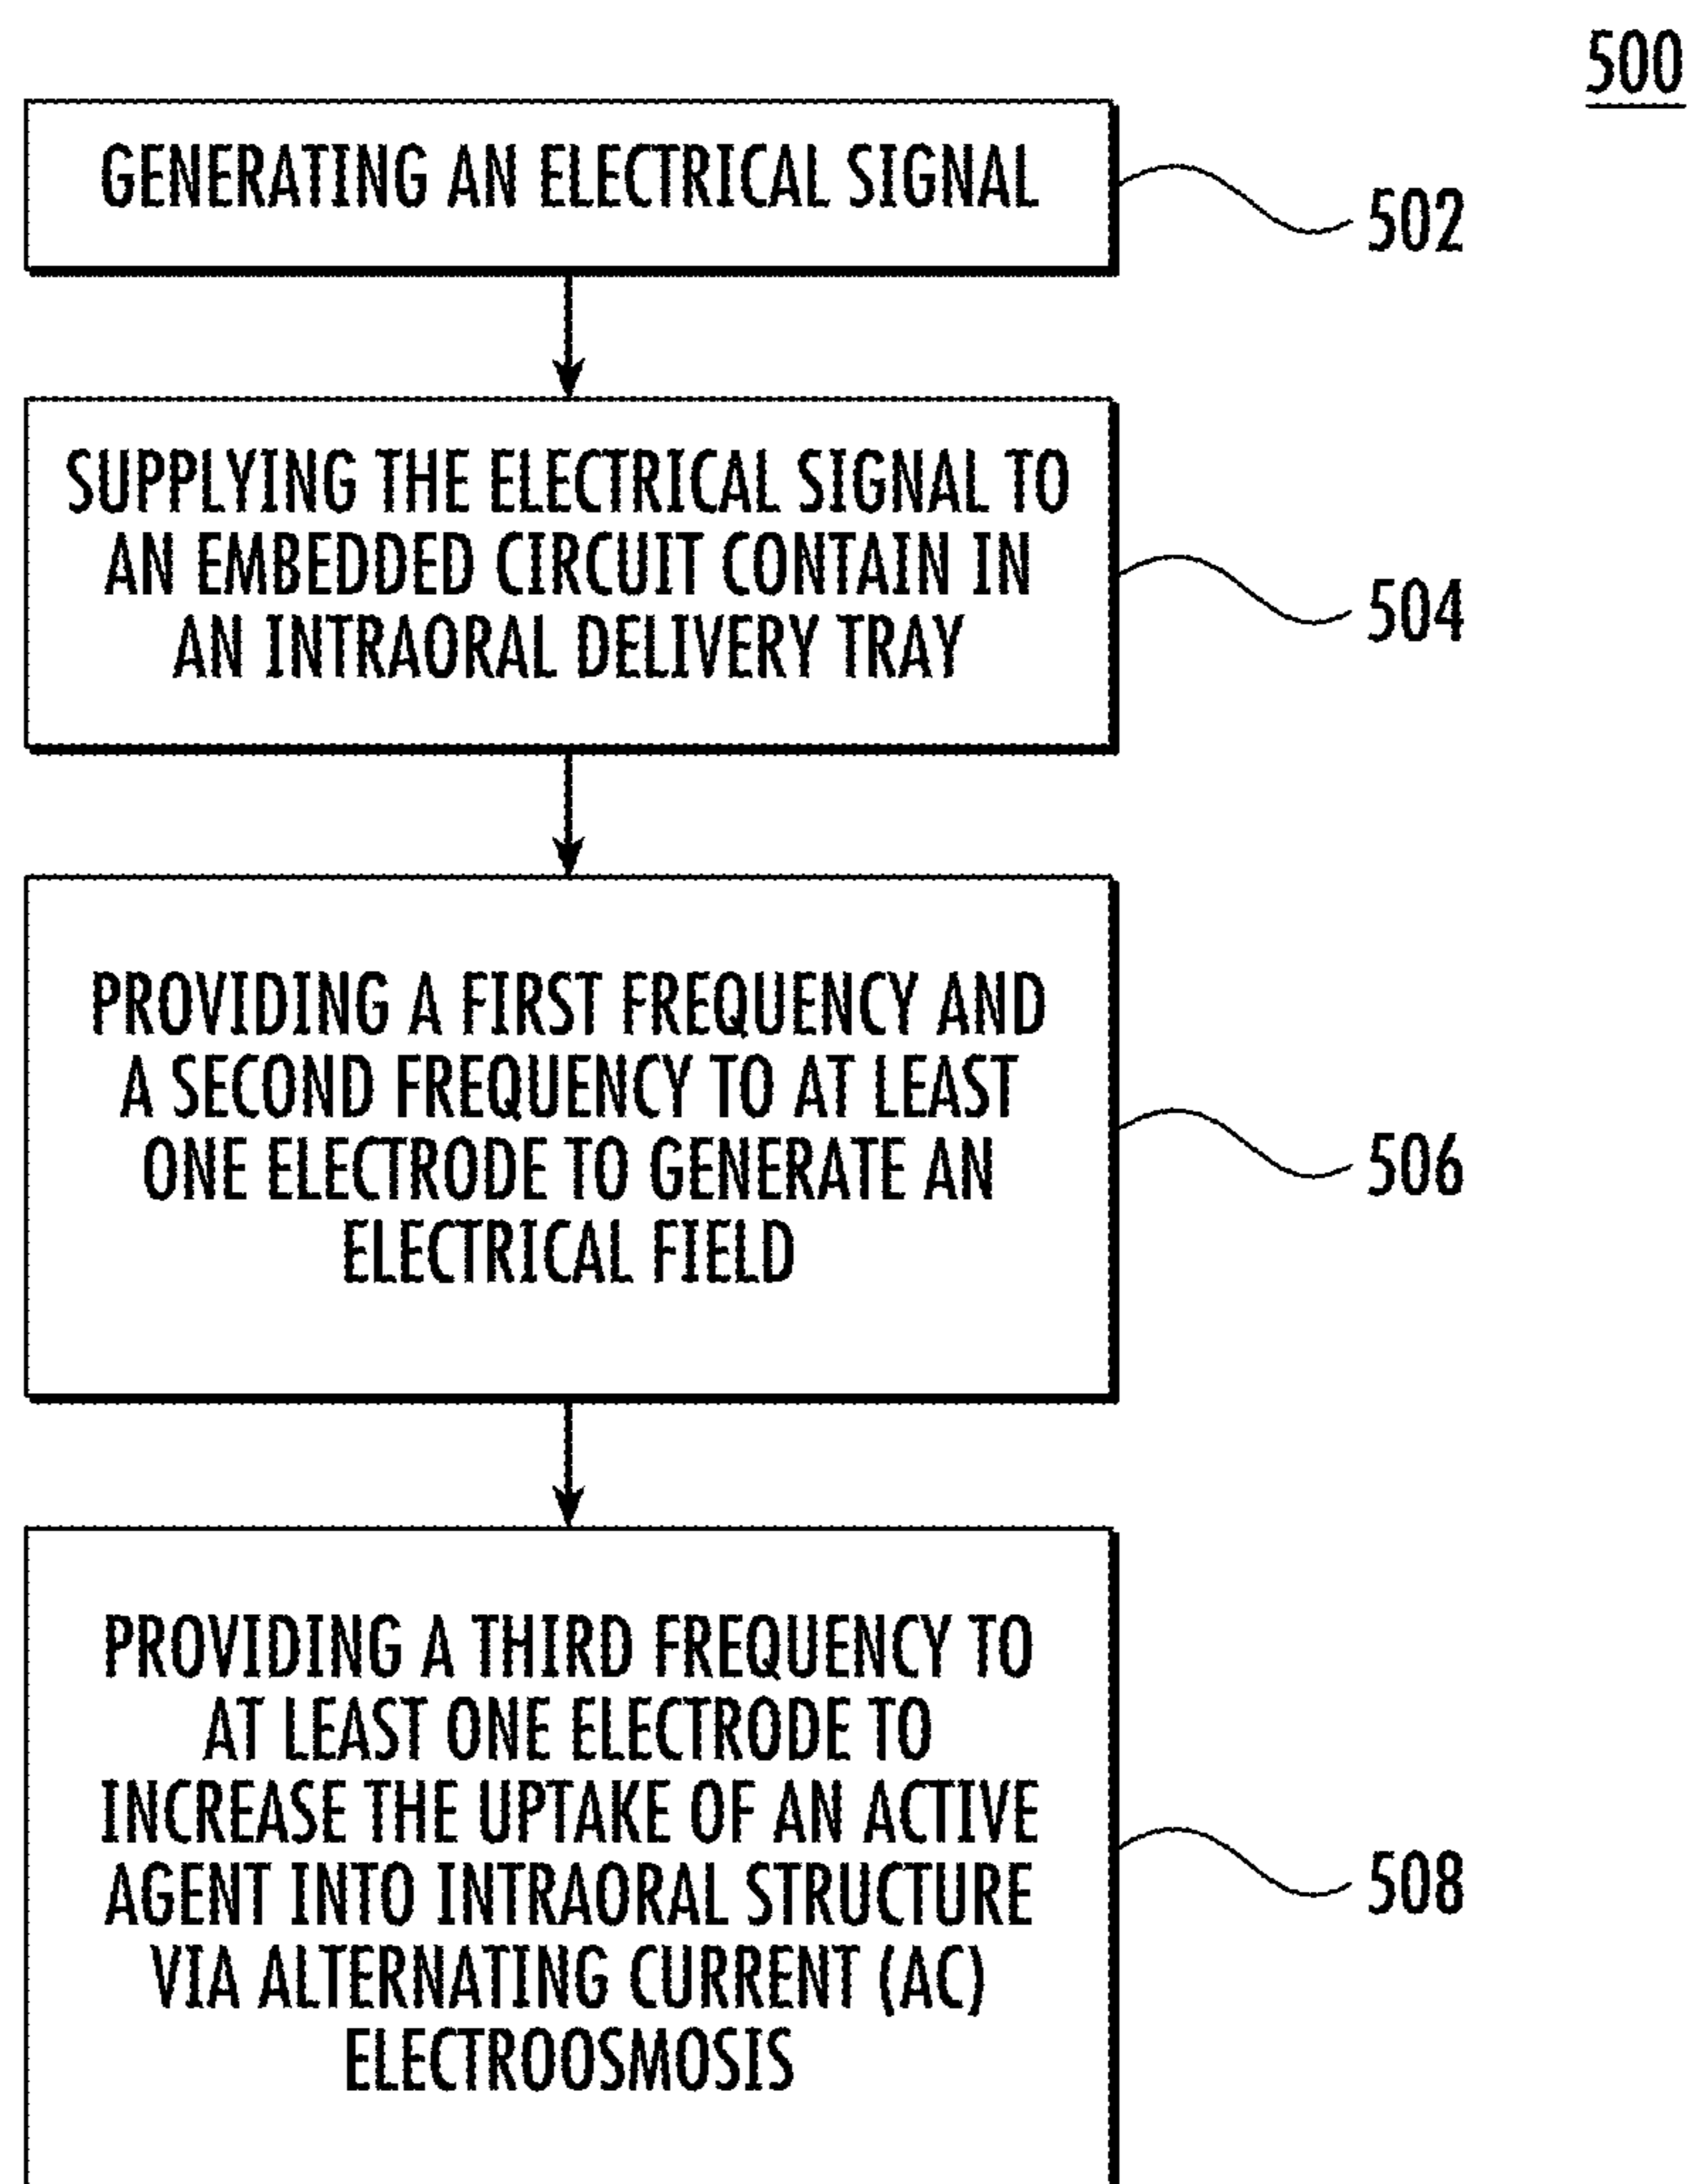 500
GENERATING AN ELECTRICAL SIGNAL
502
SUPPLYING THE ELECTRICAL SIGNAL TO
AN EMBEDDED CIRCUIT CONTAIN IN
AN INTRAORAL DELIVERY TRAY
504
PROVIDING A FIRST FREQUENCY AND
A SECOND FREQUENCY TO AT LEAST
ONE ELECTRODE TO GENERATE AN
ELECTRICAL FIELD
506
PROVIDING A THIRD FREQUENCY TO
AT LEAST ONE ELECTRODE TO
INCREASE THE UPTAKE OF AN ACTIVE
AGENT INTO INTRAORAL STRUCTURE
VIA ALTERNATING CURRENT (AC)
ELECTROOSMOSIS
508